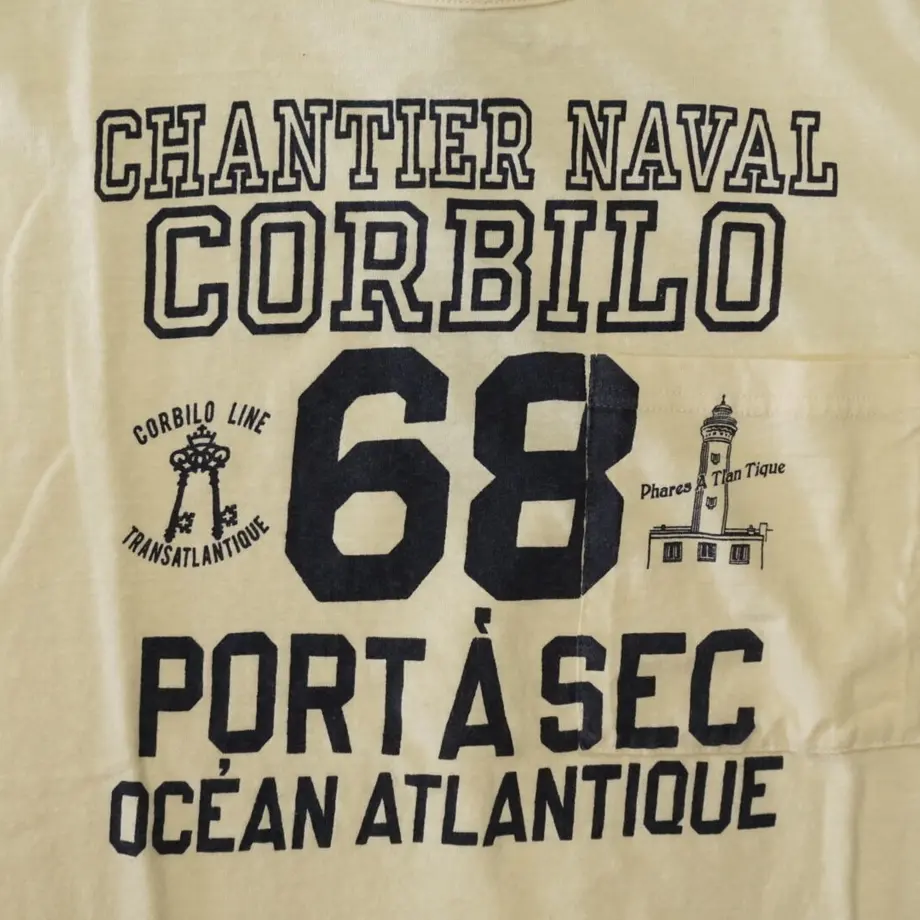 CHANTIER NAVAL
CORBILO
68
CORBILO LINE
TRANSATLANTIQUE
Phares A Tlan Tique
PORT À SEC
OCÉAN ATLANTIQUE